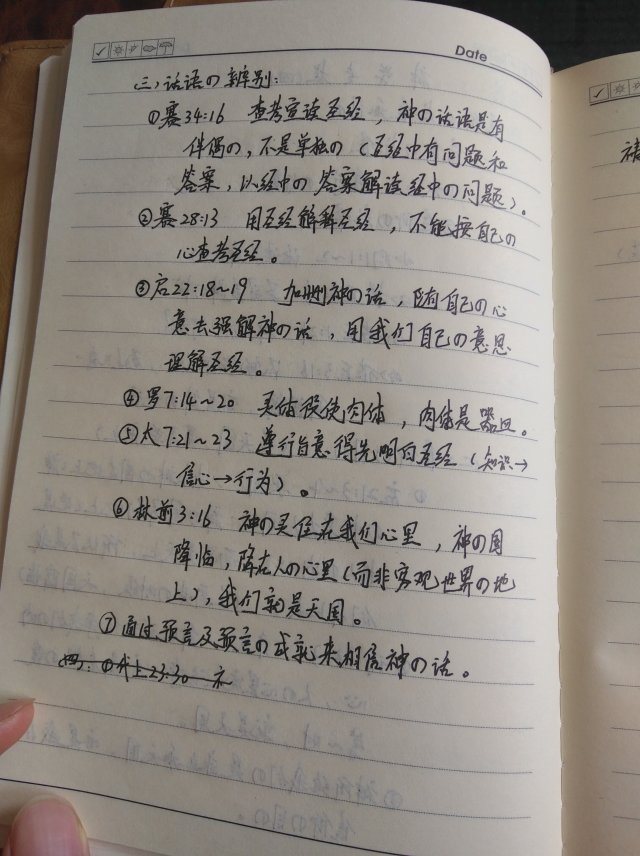 Date
三、话语の辨别：
①赛34:16 查考宣读圣经，神の话语是有
伴偶の，不是单独の（圣经中有问题和
答案，以经中の答案解读经中の问题）。
②赛28:13 用圣经解释圣经，不能按自己の
心查考圣经。
③启22:18~19 加删神の话，随自己の心
意去强解神の话，用我们自己の意思
理解圣经。
④罗7:14~20 灵体役使肉体，肉体是器皿。
⑤太7:21~23 遵行旨意得先明白圣经（知识→
信心→行为）。
⑥林前3:16 神の灵住在我们心里，神の国
降临，降在人の心里（而非客观世界の地
上），我们就是天国。
⑦通过预言及预言の成就来相信神の话。
四：①代上23:30